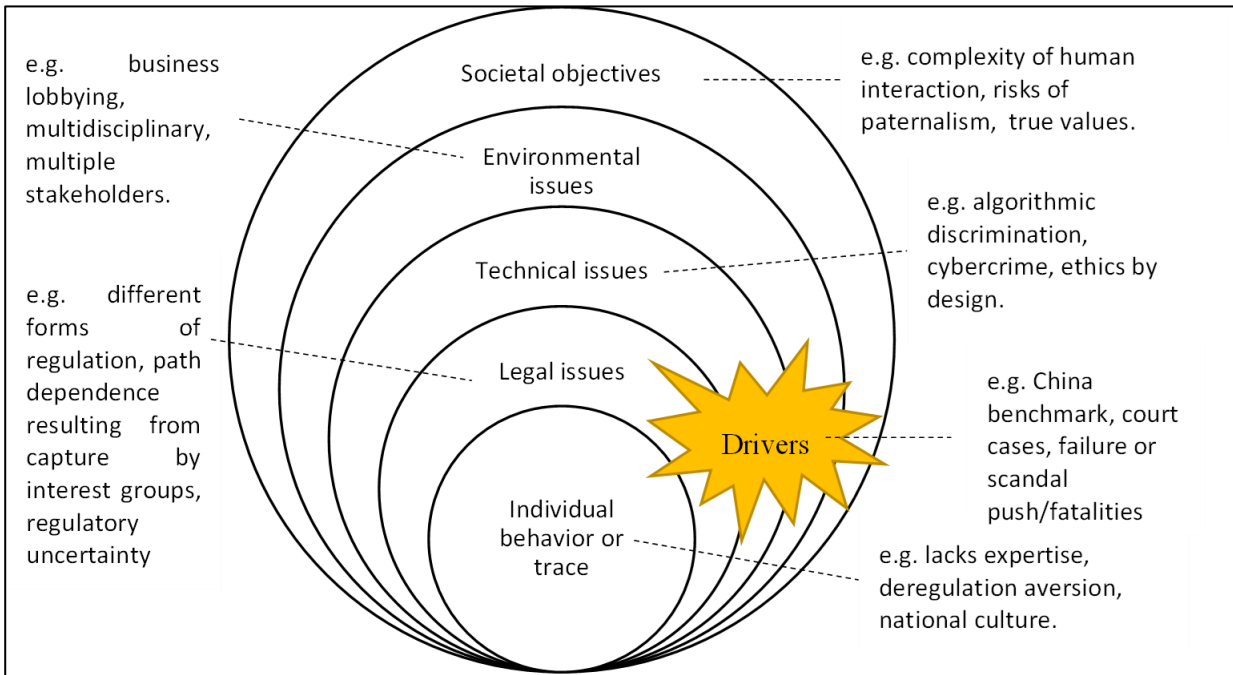 e.g. business
lobbying,
multidisciplinary,
multiple
stakeholders.
Societal objectives
e.g. complexity of human
interaction, risks of
paternalism, true values.
Environmental
issues
e.g. algorithmic
discrimination,
cybercrime, ethics by
design.
Technical issues
e.g. different
forms of
regulation, path
dependence
resulting from
capture by
interest groups,
regulatory
uncertainty
Legal issues
Drivers
e.g. China
benchmark, court
cases, failure or
scandal
push/fatalities
Individual
behavior or
trace
e.g. lacks expertise,
deregulation aversion,
national culture.